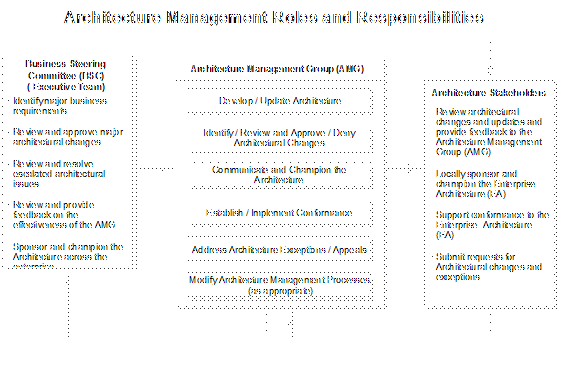 Architecture Management Roles and Responsibilities
Business Steering
Committee (BSC)
(Executive Team)
Identify major business
requirements
Review and approve major
architectural changes
Review and resolve
escalated architectural
issues
Review and provide
feedback on the
effectiveness of the AMG
Sponsor and champion the
Architecture across the
enterprise
Architecture Management Group (AMG)
Develop / Update Architecture
Identify / Review and Approve / Deny
Architectural Changes
Communicate and Champion the
Architecture
Establish / Implement Conformance
Address Architecture Exceptions / Appeals
Modify Architecture Management Processes
(as appropriate)
Architecture Stakeholders
Review architectural
changes and updates and
provide feedback to the
Architecture Management
Group (AMG)
Locally sponsor and
champion the Enterprise
Architecture (EA)
Support conformance to the
Enterprise Architecture
(EA)
Submit requests for
Architectural changes and
exceptions